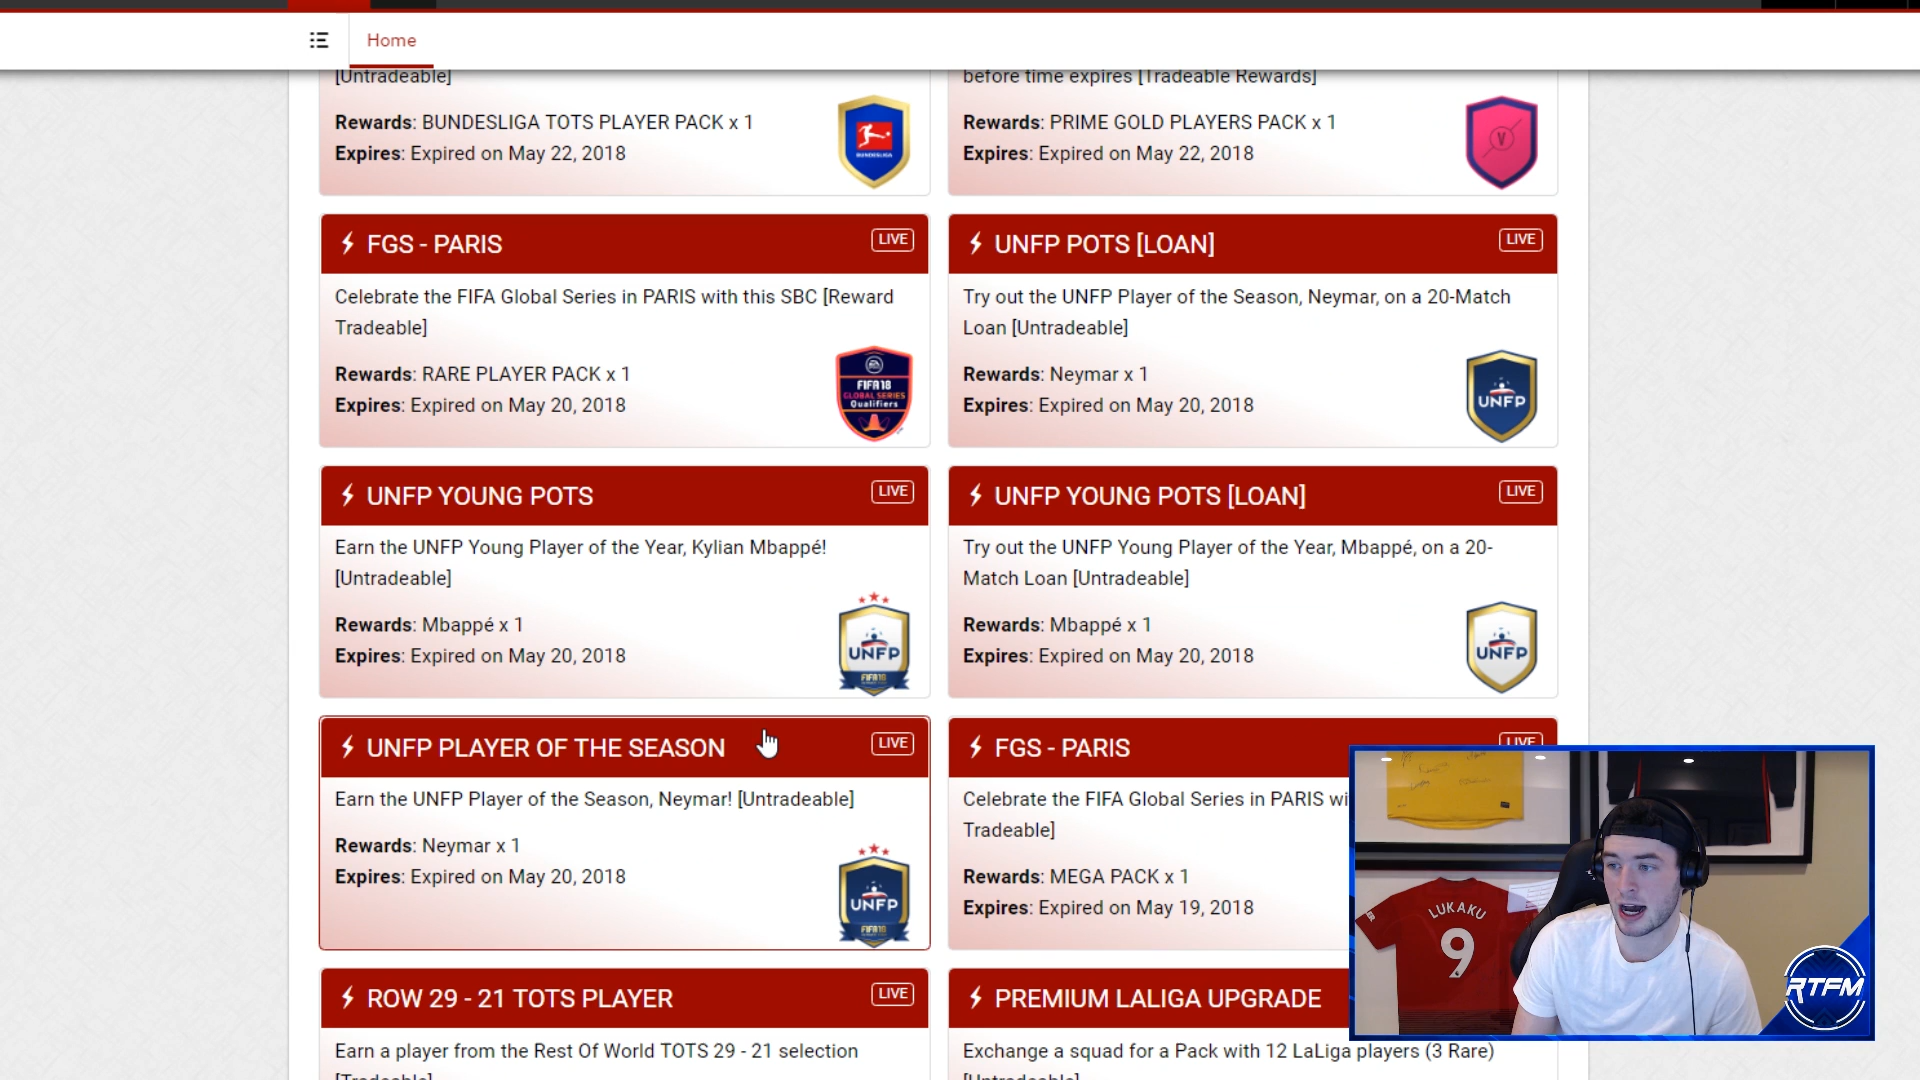 Home
[Untradeable]
Rewards: BUNDESLIGA TOTS PLAYER PACK x 1
Expires: Expired on May 22, 2018
BUNDESLIGA
before time expires [Tradeable Rewards]
Rewards: PRIME GOLD PLAYERS PACK x 1
Expires: Expired on May 22, 2018
V
FGS - PARIS
LIVE
Celebrate the FIFA Global Series in PARIS with this SBC [Reward
Tradeable]
Rewards: RARE PLAYER PACK x 1
Expires: Expired on May 20, 2018
FIFA18
GLOBAL SERIES
Qualifiers
UNFP POTS [LOAN]
LIVE
Try out the UNFP Player of the Season, Neymar, on a 20-Match
Loan [Untradeable]
Rewards: Neymar x 1
Expires: Expired on May 20, 2018
UNFP
UNFP YOUNG POTS
LIVE
Earn the UNFP Young Player of the Year, Kylian Mbappé!
[Untradeable]
Rewards: Mbappé x 1
Expires: Expired on May 20, 2018
UNFP
FIFA18
UNFP YOUNG POTS [LOAN]
LIVE
Try out the UNFP Young Player of the Year, Mbappé, on a 20-
Match Loan [Untradeable]
Rewards: Mbappé x 1
Expires: Expired on May 20, 2018
UNFP
UNFP PLAYER OF THE SEASON
LIVE
Earn the UNFP Player of the Season, Neymar! [Untradeable]
Rewards: Neymar x 1
Expires: Expired on May 20, 2018
UNFP
FIFA18
FGS - PARIS
LIVE
Celebrate the FIFA Global Series in PARIS wi
Tradeable]
Rewards: MEGA PACK x 1
Expires: Expired on May 19, 2018
LUKAKU
9
RTFM
ROW 29 - 21 TOTS PLAYER
LIVE
Earn a player from the Rest Of World TOTS 29 - 21 selection
[Tradeable]
PREMIUM LALIGA UPGRADE
Exchange a squad for a Pack with 12 LaLiga players (3 Rare)
[Untradeable]